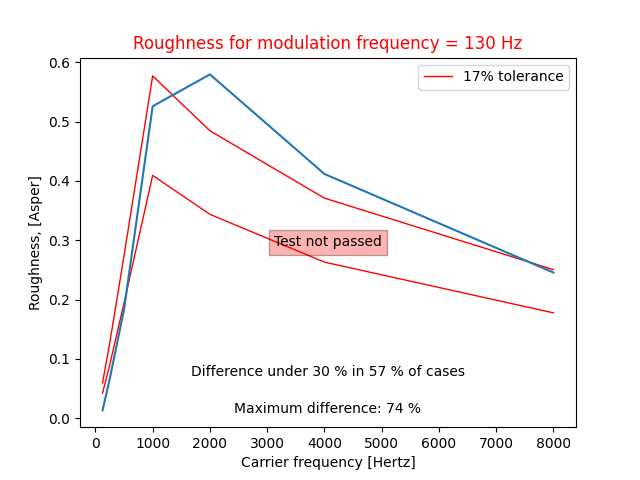 Roughness for modulation frequency = 130 Hz
17% tolerance
Roughness, [Asper]
0.6
0.5
0.4
0.3
0.2
0.1
0.0
Test not passed
Difference under 30 % in 57 % of cases
Maximum difference: 74 %
0 1000 2000 3000 4000 5000 6000 7000 8000
Carrier frequency [Hertz]